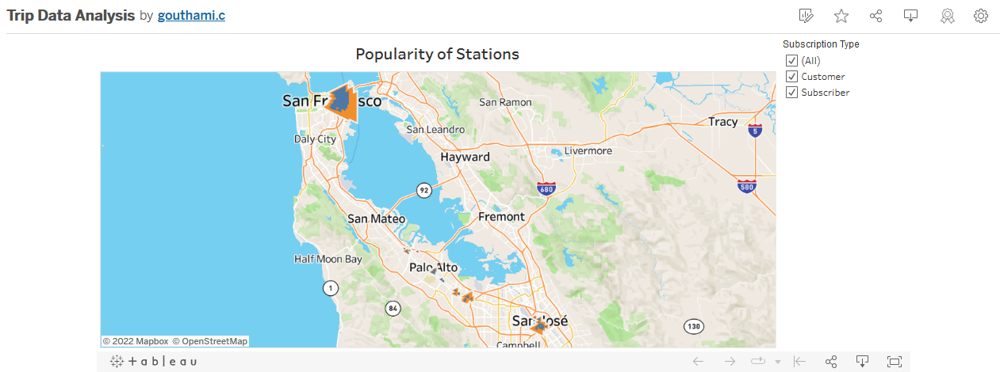 Trip Data Analysis by gouthami.c
Popularity of Stations
Subscription Type
(All)
Customer
Subscriber
San Fr sco
San Ramon
Tracy
5
San Leandro
Daly City
Livermore
Hayward
92
680
580
San Mateo
Fremont
Half Moon Bay
Palo Alto
1
84
San José
130
Campbell
© 2022 Mapbox © OpenStreetMap
+ a b | e a u